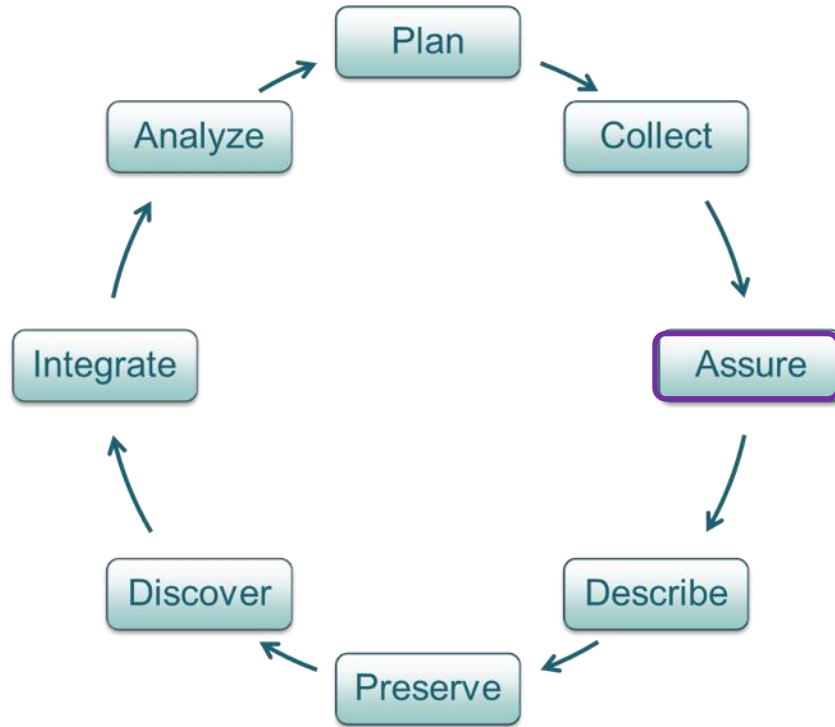 Plan
Collect
Assure
Describe
Preserve
Discover
Integrate
Analyze